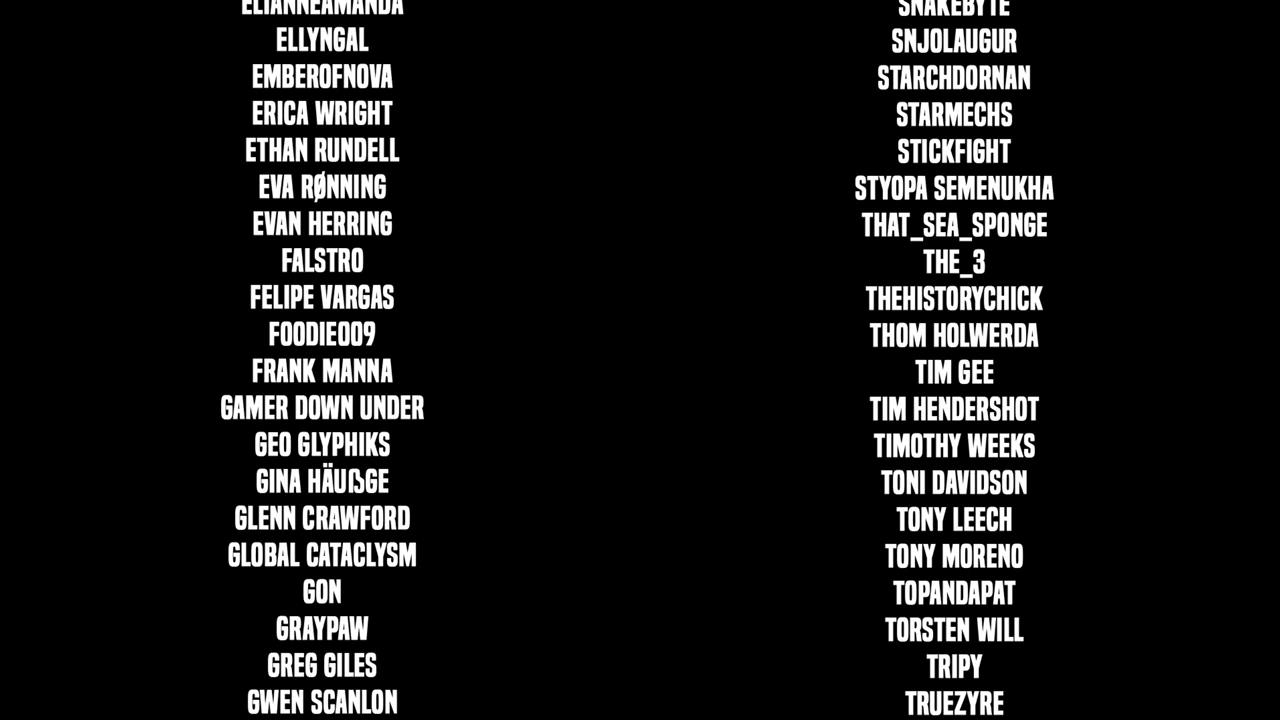 ELIANNEAMANDA
ELLYNGAL
EMBEROFNOVA
ERICA WRIGHT
ETHAN RUNDELL
EVA RØNNING
EVAN HERRING
FALSTRO
FELIPE VARGAS
FOODIE009
FRANK MANNA
GAMER DOWN UNDER
GEO GLYPHIKS
GINA HÄUẞGE
GLENN CRAWFORD
GLOBAL CATACLYSM
GON
GRAYPAW
GREG GILES
GWEN SCANLON
SNAKEBYTE
SNJOLAUGUR
STARCHDORNAN
STARMECHS
STICKFIGHT
STYOPA SEMENUKHA
THAT_SEA_SPONGE
THE_3
THEHISTORYCHICK
THOM HOLWERDA
TIM GEE
TIM HENDERSHOT
TIMOTHY WEEKS
TONI DAVIDSON
TONY LEECH
TONY MORENO
TOPANDAPAT
TORSTEN WILL
TRIPY
TRUEZYRE